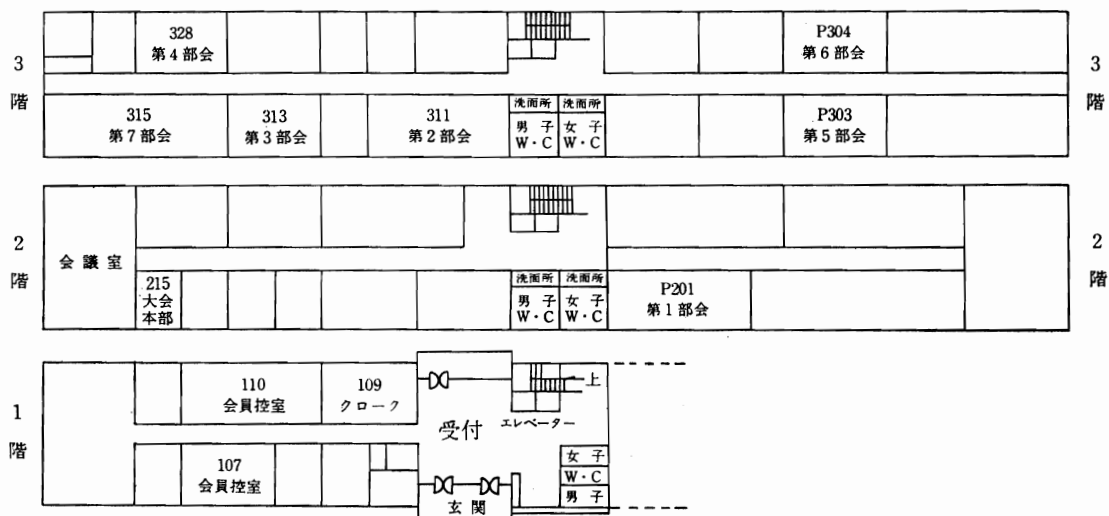 3
階
328
第4部会
P304
第6部会
3
階
315
第7部会
313
第3部会
311
第2部会
洗面所
男子
W・C
洗面所
女子
W・C
P303
第5部会
2
階
会議室
215
大会
本部
洗面所
男子
W・C
洗面所
女子
W・C
P201
第1部会
2
階
1
階
110
会員控室
109
クローク
上
エレベーター
受付
107
会員控室
玄関
女子
W・C
男子